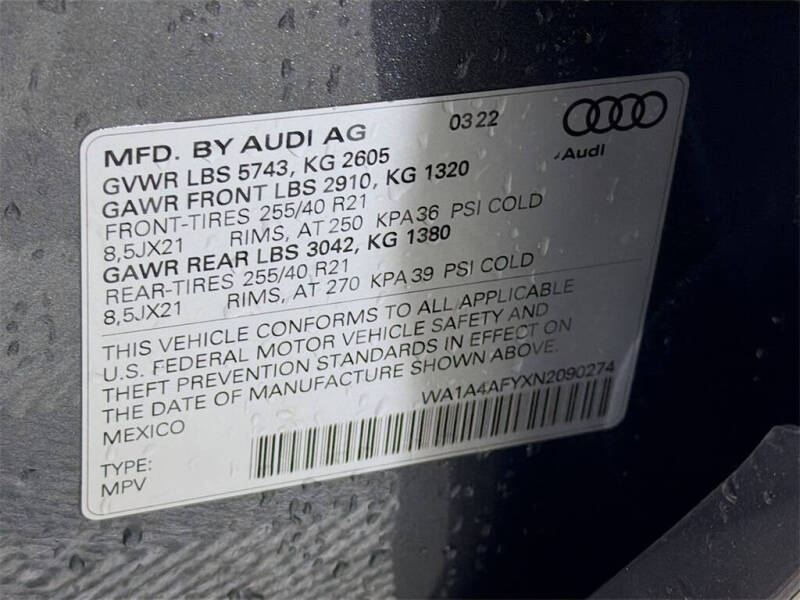 MFD. BY AUDI AG 03 22
Audi
GVWR LBS 5743, KG 2605
GAWR FRONT LBS 2910, KG 1320
FRONT-TIRES 255/40 R21
8,5JX21 RIMS, AT 250 KPA36 PSI COLD
GAWR REAR LBS 3042, KG 1380
REAR-TIRES 255/40 R21
8,5JX21 RIMS, AT 270 KPA39 PSI COLD
THIS VEHICLE CONFORMS TO ALL APPLICABLE
U.S. FEDERAL MOTOR VEHICLE SAFETY AND
THEFT PREVENTION STANDARDS IN EFFECT ON
THE DATE OF MANUFACTURE SHOWN ABOVE.
MEXICO
WA1A4AFYXN2090274
TYPE:
MPV